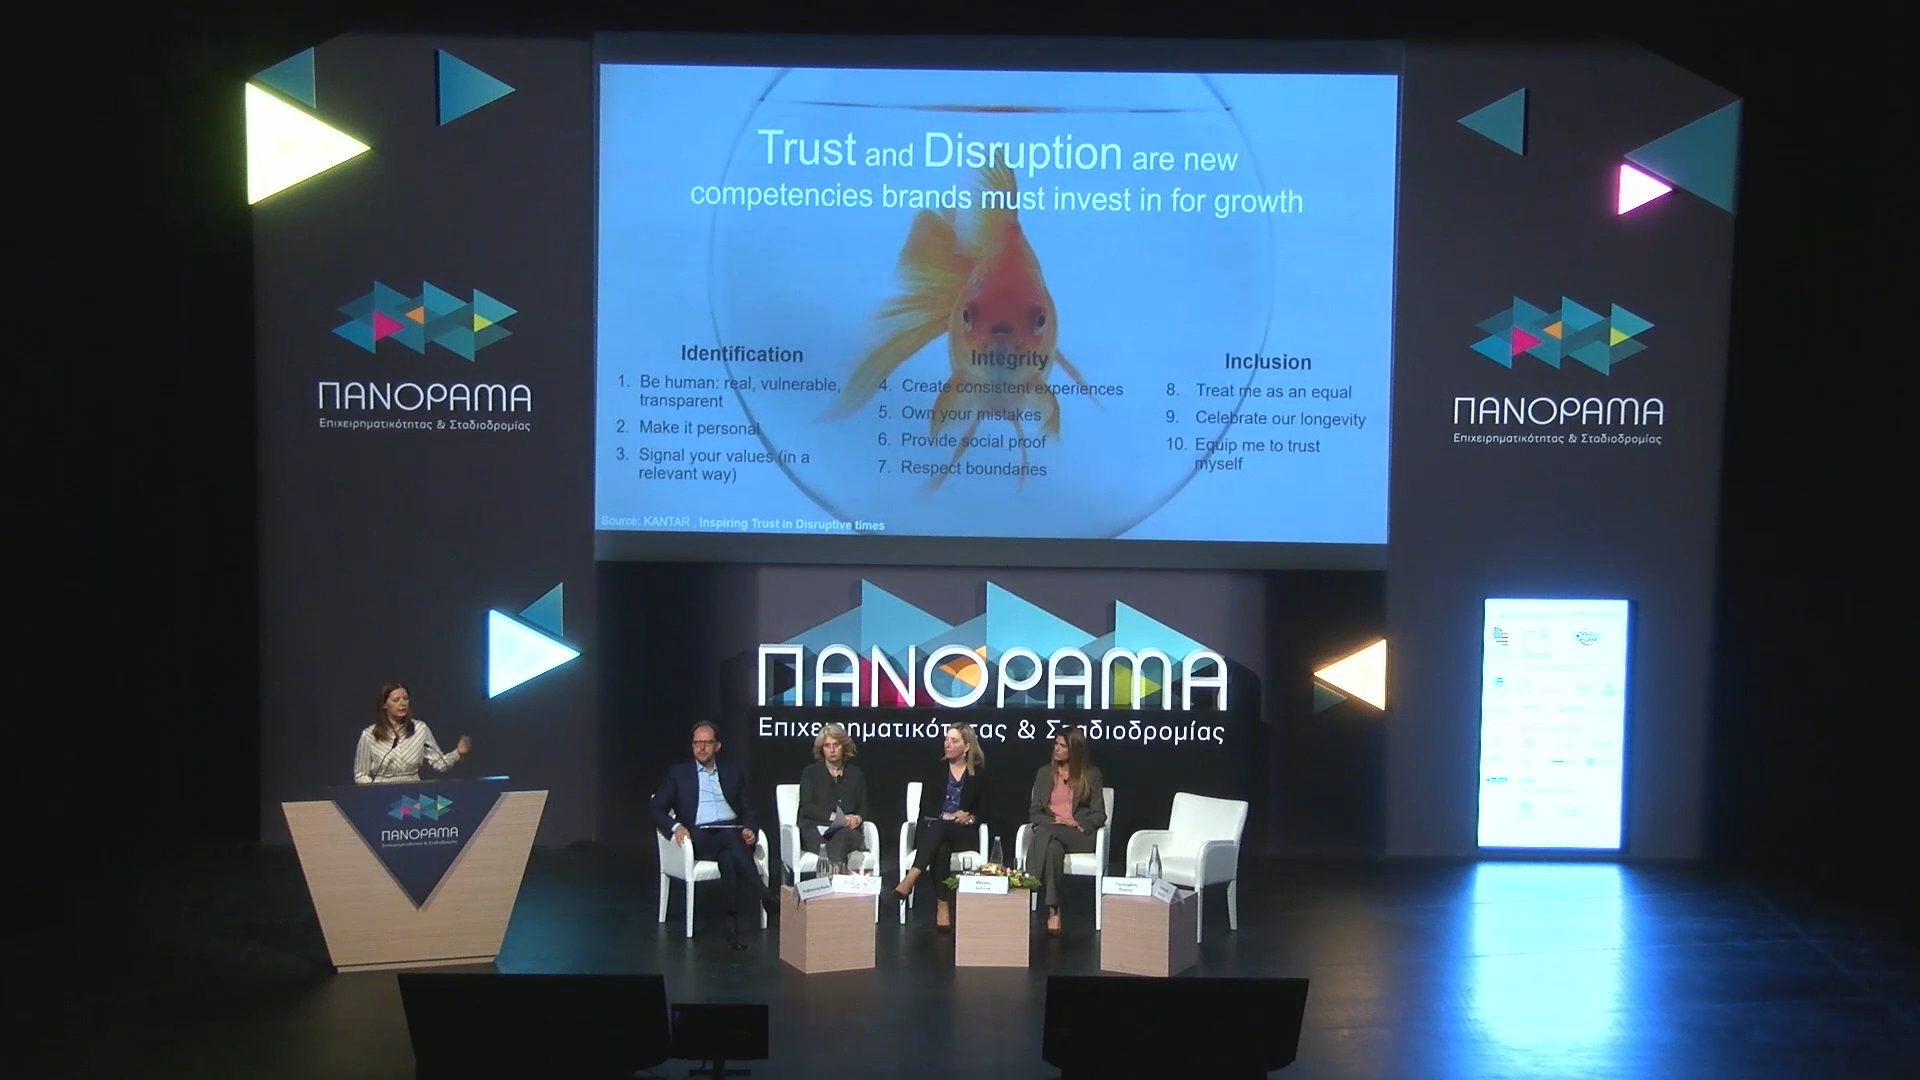 Trust and Disruption are new
competencies brands must invest in for growth
Identification
1. Be human: real, vulnerable,
transparent
2. Make it personal
3. Signal your values (in a
relevant way)
Integrity
4. Create consistent experiences
5. Own your mistakes
6. Provide social proof
7. Respect boundaries
Inclusion
8. Treat me as an equal
9. Celebrate our longevity
10. Equip me to trust
myself
Source: KANTAR , Inspiring Trust in Disruptive times
ΠΑΝΟΡΑΜΑ
Επιχειρηματικότητας & Σταδιοδρομίας
ΠΑΝΟΡΑΜΑ
Επιχειρηματικότητας & Σταδιοδρομίας
ΠΑΝΟΡΑΜΑ
Επιχειρηματικότητας & Σταδιοδρομίας
ΠΑΝΟΡΑΜΑ
Επιχειρηματικότητας & Σταδιοδρομίας